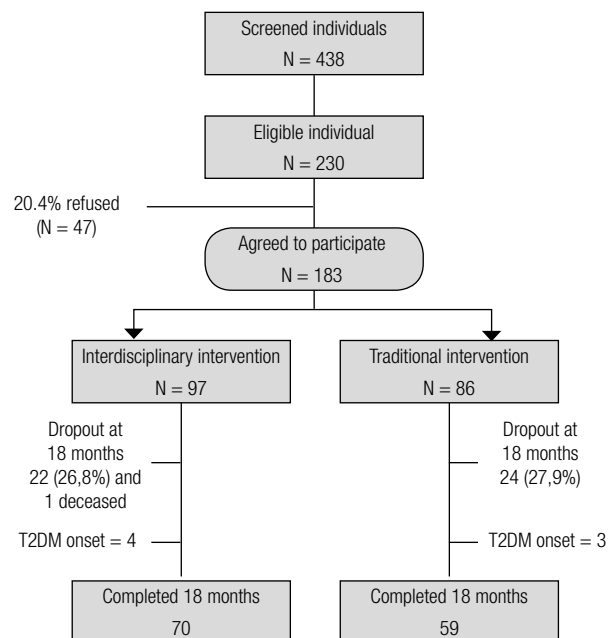 Screened individuals
N = 438
Eligible individual
N = 230
20.4% refused
(N = 47)
Agreed to participate
N = 183
Interdisciplinary intervention
N = 97
Traditional intervention
N = 86
Dropout at
18 months
22 (26,8%) and
1 deceased
Dropout at
18 months
24 (27,9%)
T2DM onset = 4
T2DM onset = 3
Completed 18 months
70
Completed 18 months
59